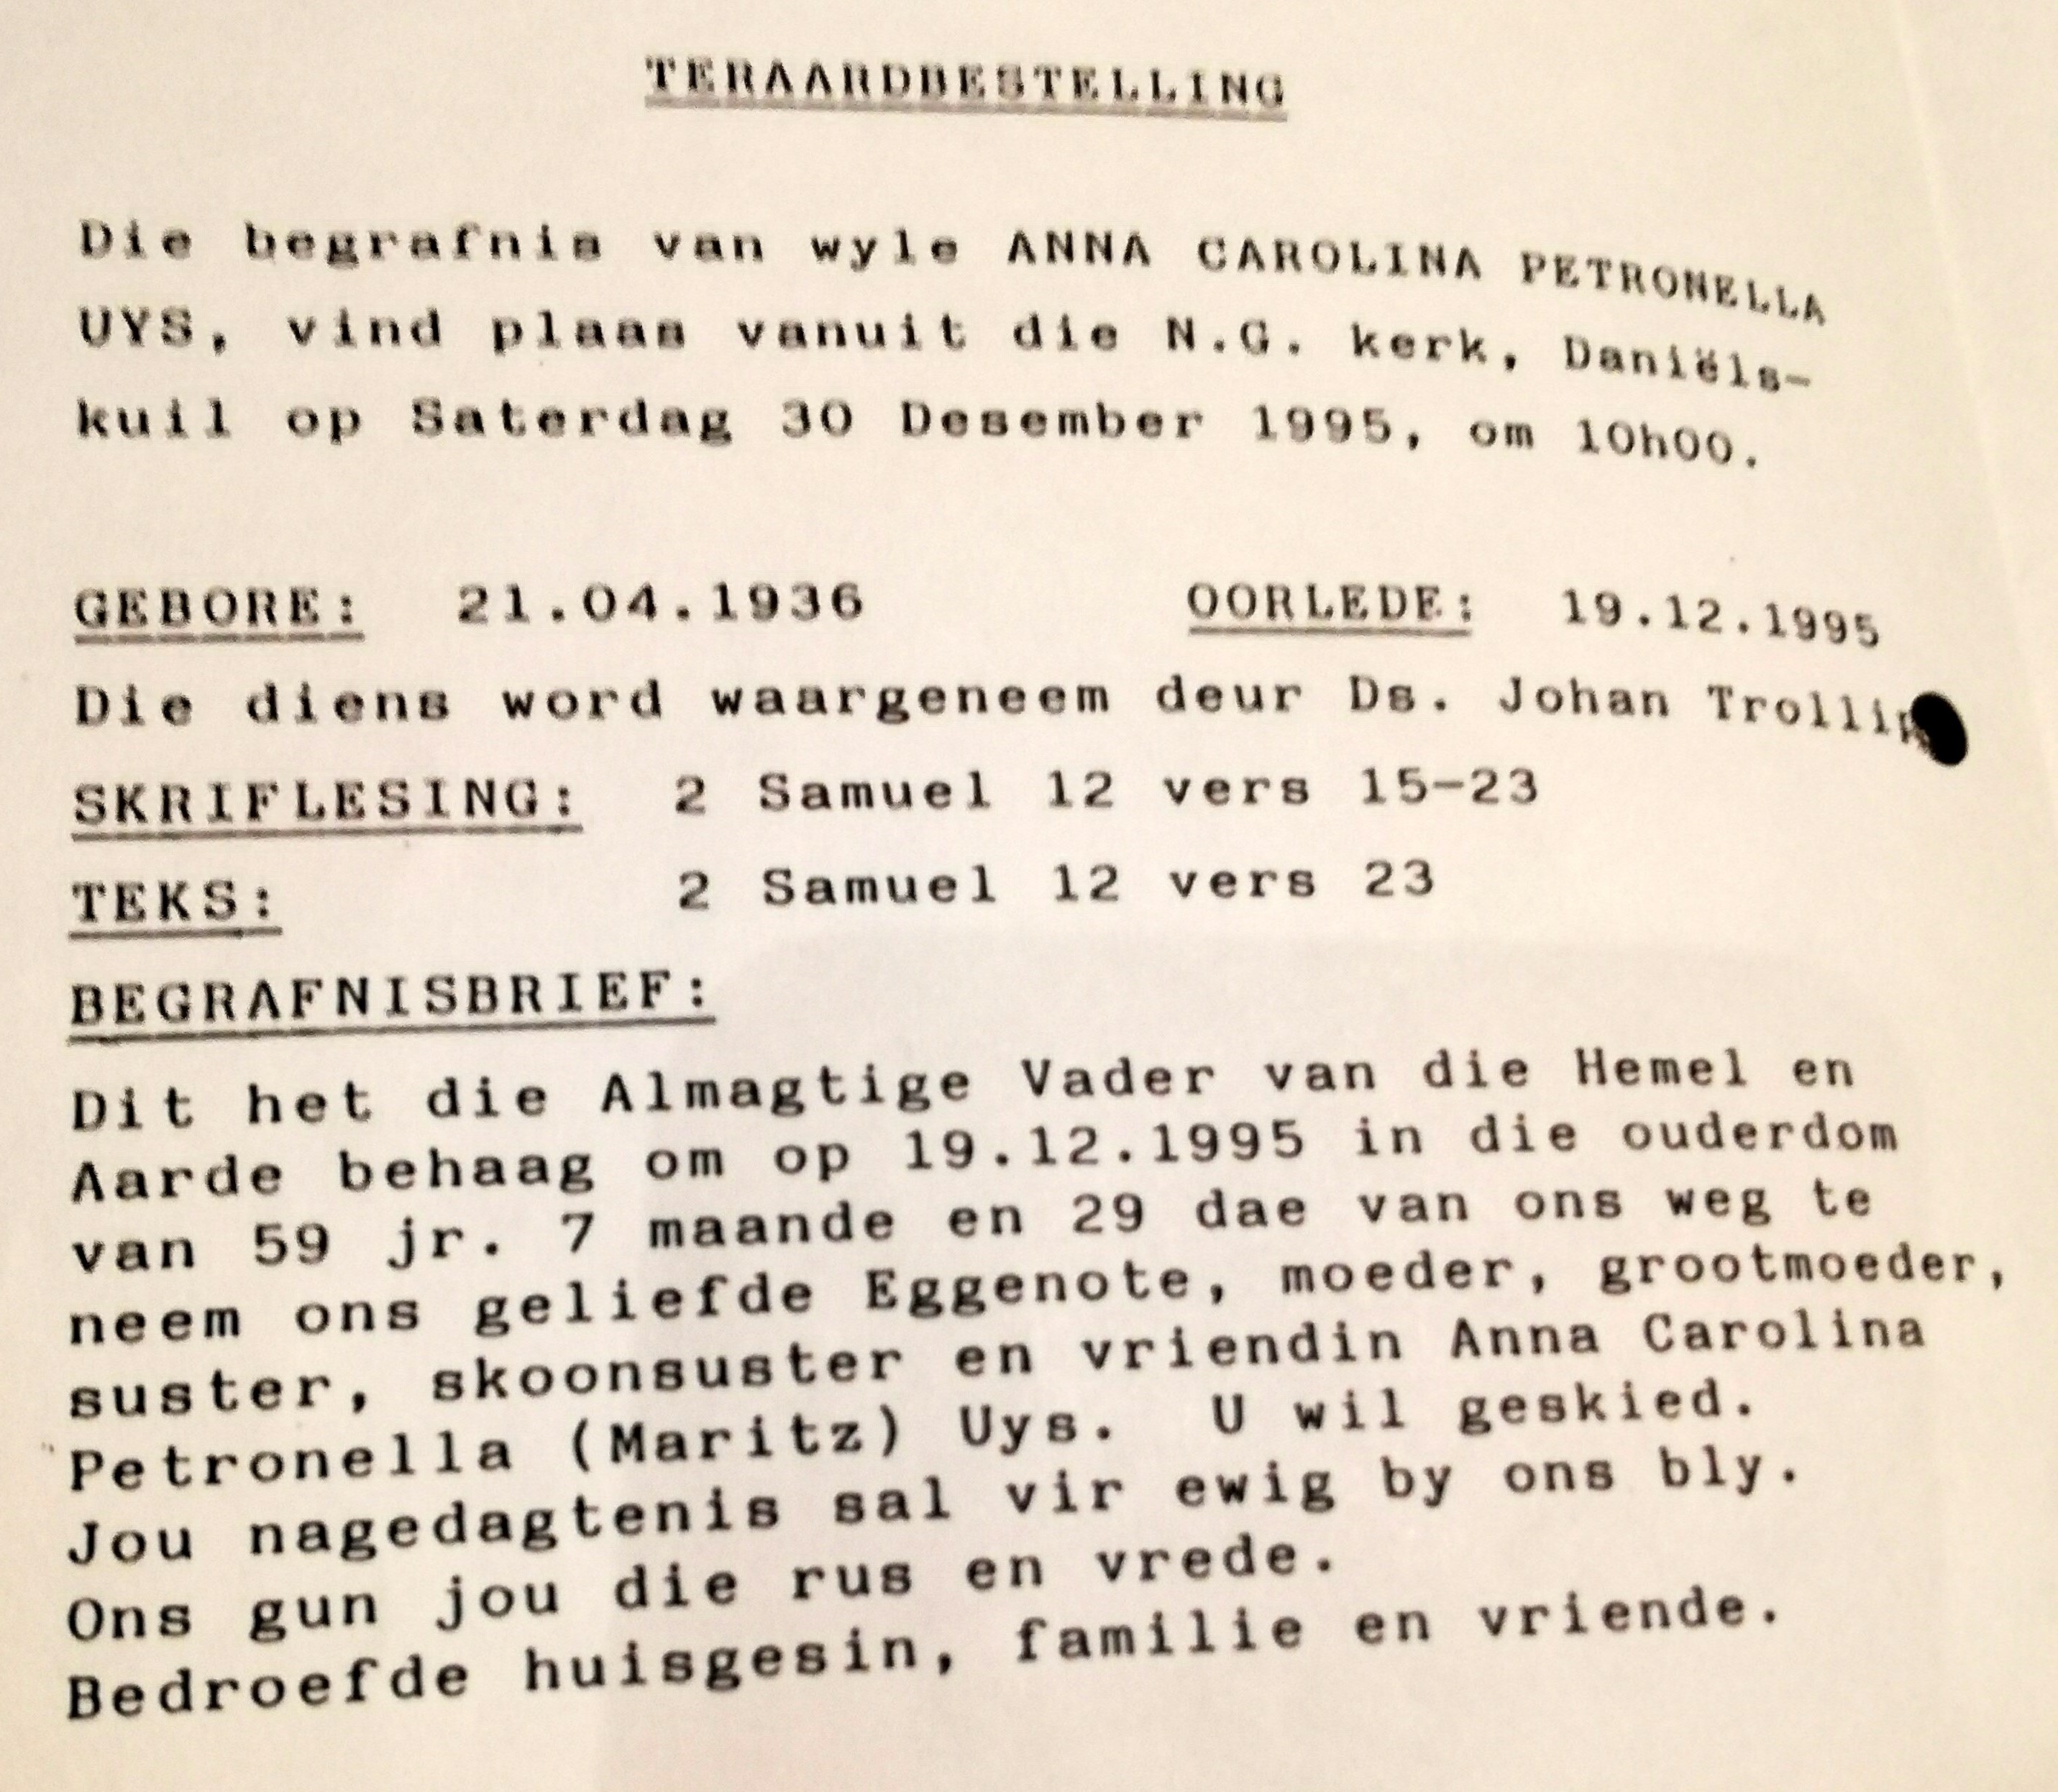 TERAARDBESTELLING
Die begrafnis van wyle ANNA CAROLINA PETRONELLA
UYS, vind plaas vanuit die N.G. kerk, Daniëls-
kuil op Saterdag 30 Desember 1995, om 10h00.
GEBORE: 21.04.1936 OORLEDE: 19.12.1995
Die diens word waargeneem deur Ds. Johan
SKRIFLESING: 2 Samuel 12 vers 15-23
TEKS: 2 Samuel 12 vers 23
BEGRAFNISBRIEF:
Dit het die Almagtige Vader van die Hemel en
Aarde behaag om op 19.12.1995 in die ouderdom
van 59 jr. 7 maande en 29 dae van ons weg te
neem ons geliefde Eggenote, moeder, grootmoeder,
suster, skoonsuster en vriendin Anna Carolina
Petronella (Maritz) Uys. U wil geskied.
Jou nagedagtenis sal vir ewig by ons bly.
Ons gun jou die rus en vrede.
Bedroefde huisgesin, familie en vriende.